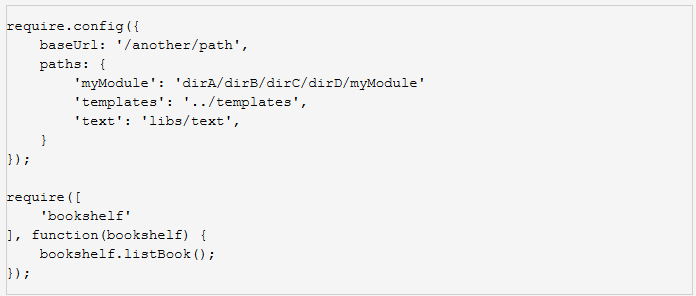 require.config({
    baseUrl: '/another/path',
    paths: {
        'myModule': 'dirA/dirB/dirC/dirD/myModule'
        'templates': '../templates',
        'text': 'libs/text',
    }
});

require([
    'bookshelf'
], function(bookshelf) {
    bookshelf.listBook();
});